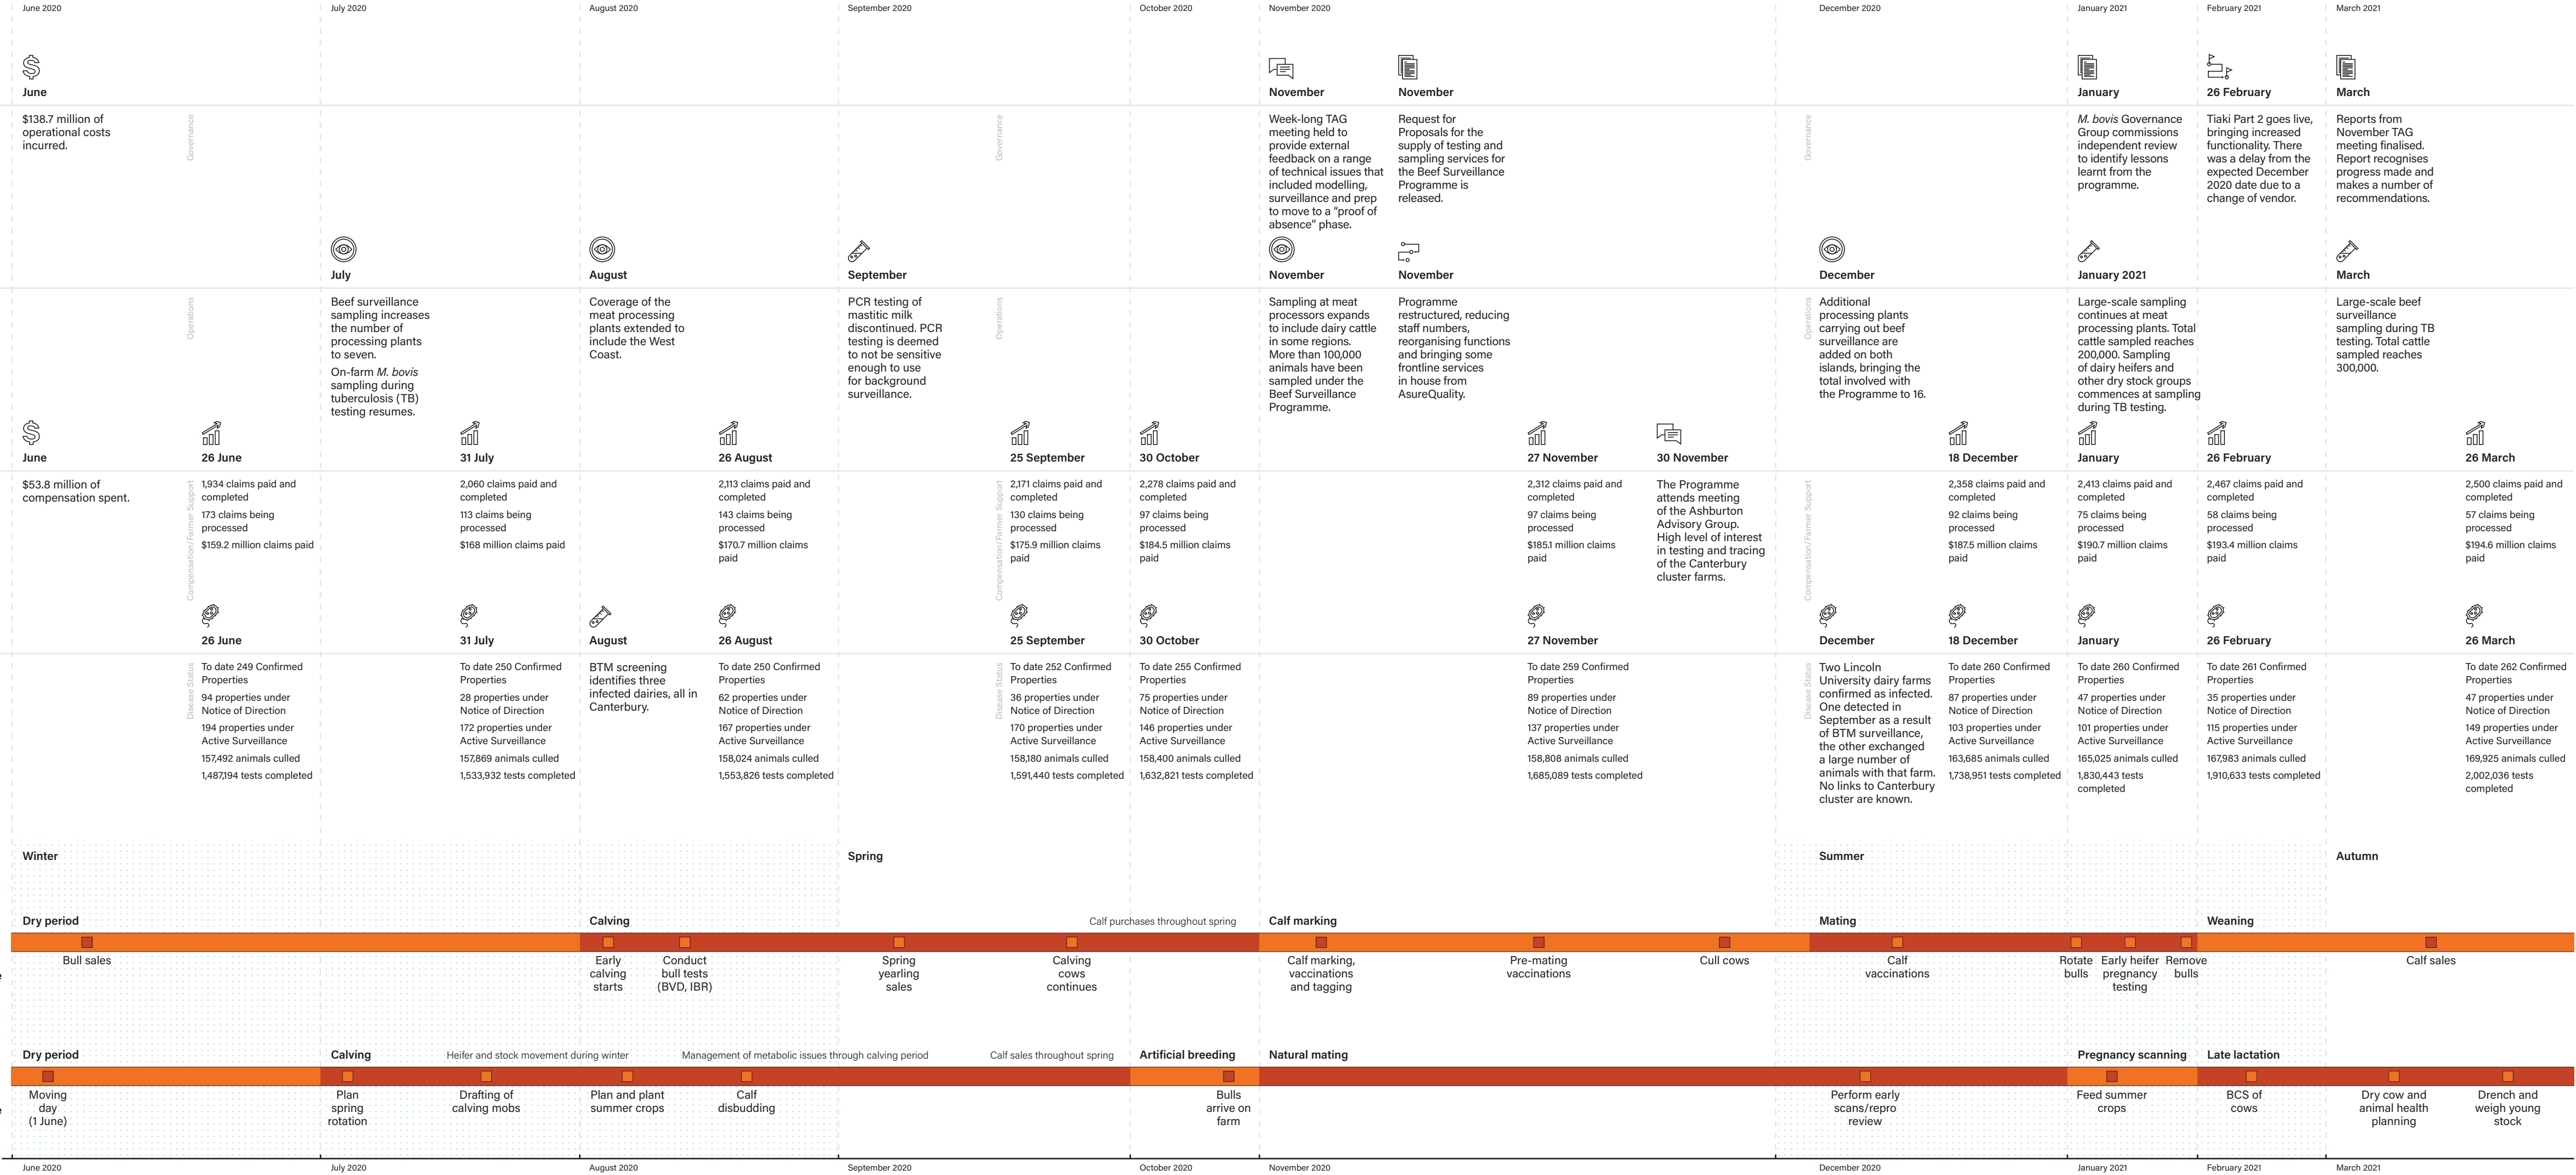 June 2020
July 2020
August 2020
September 2020
October 2020
November 2020
December 2020
January 2021
February 2021
March 2021
June
November
November
January
26 February
March
Governance
Governance
Governance
$138.7 million of
operational costs
incurred.
Week-long TAG
meeting held to
provide external
feedback on a range
of technical issues that
included modelling,
surveillance and prep
to move to a “proof of
absence” phase.
Request for
Proposals for the
supply of testing and
sampling services for
the Beef Surveillance
Programme is
released.
M. bovis Governance
Group commissions
independent review
to identify lessons
learnt from the
programme.
Tiaki Part 2 goes live,
bringing increased
functionality. There
was a delay from the
expected December
2020 date due to a
change of vendor.
Reports from
November TAG
meeting finalised.
Report recognises
progress made and
makes a number of
recommendations.
July
August
September
November
November
December
January 2021
March
Operations
Operations
Operations
Beef surveillance
sampling increases
the number of
processing plants
to seven.
On-farm M. bovis
sampling during
tuberculosis (TB)
testing resumes.
Coverage of the
meat processing
plants extended to
include the West
Coast.
PCR testing of
mastitic milk
discontinued. PCR
testing is deemed
to not be sensitive
enough to use
for background
surveillance.
Sampling at meat
processors expands
to include dairy cattle
in some regions.
More than 100,000
animals have been
sampled under the
Beef Surveillance
Programme.
Programme
restructured, reducing
staff numbers,
reorganising functions
and bringing some
frontline services
in house from
AsureQuality.
Additional
processing plants
carrying out beef
surveillance are
added on both
islands, bringing the
total involved with
the Programme to 16.
Large-scale sampling
continues at meat
processing plants. Total
cattle sampled reaches
200,000. Sampling
of dairy heifers and
other dry stock groups
commences at sampling
during TB testing.
Large-scale beef
surveillance
sampling during TB
testing. Total cattle
sampled reaches
300,000.
June
26 June
31 July
26 August
25 September
30 October
27 November
30 November
18 December
January
26 February
26 March
Compensation/Farmer Support
Compensation/Farmer Support
Compensation/Farmer Support
$53.8 million of
compensation spent.
1,934 claims paid and
completed
173 claims being
processed
$159.2 million claims paid
2,060 claims paid and
completed
113 claims being
processed
$168 million claims paid
2,113 claims paid and
completed
143 claims being
processed
$170.7 million claims
paid
2,171 claims paid and
completed
130 claims being
processed
$175.9 million claims
paid
2,278 claims paid and
completed
97 claims being
processed
$184.5 million claims
paid
2,312 claims paid and
completed
97 claims being
processed
$185.1 million claims
paid
The Programme
attends meeting
of the Ashburton
Advisory Group.
High level of interest
in testing and tracing
of the Canterbury
cluster farms.
2,358 claims paid and
completed
92 claims being
processed
$187.5 million claims
paid
2,413 claims paid and
completed
75 claims being
processed
$190.7 million claims
paid
2,467 claims paid and
completed
58 claims being
processed
$193.4 million claims
paid
2,500 claims paid and
completed
57 claims being
processed
$194.6 million claims
paid
26 June
31 July
August
26 August
25 September
30 October
27 November
December
18 December
January
26 February
26 March
Disease Status
Disease Status
Disease Status
To date 249 Confirmed
Properties
94 properties under
Notice of Direction
194 properties under
Active Surveillance
157,492 animals culled
1,487,194 tests completed
To date 250 Confirmed
Properties
28 properties under
Notice of Direction
172 properties under
Active Surveillance
157,869 animals culled
1,533,932 tests completed
BTM screening
identifies three
infected dairies, all in
Canterbury.
To date 250 Confirmed
Properties
62 properties under
Notice of Direction
167 properties under
Active Surveillance
158,024 animals culled
1,553,826 tests completed
To date 252 Confirmed
Properties
36 properties under
Notice of Direction
170 properties under
Active Surveillance
158,180 animals culled
1,591,440 tests completed
To date 255 Confirmed
Properties
75 properties under
Notice of Direction
146 properties under
Active Surveillance
158,400 animals culled
1,632,821 tests completed
To date 259 Confirmed
Properties
89 properties under
Notice of Direction
137 properties under
Active Surveillance
158,808 animals culled
1,685,089 tests completed
Two Lincoln
University dairy farms
confirmed as infected.
One detected in
September as a result
of BTM surveillance,
the other exchanged
a large number of
animals with that farm.
No links to Canterbury
cluster are known.
To date 260 Confirmed
Properties
87 properties under
Notice of Direction
103 properties under
Active Surveillance
163,685 animals culled
1,738,951 tests completed
To date 260 Confirmed
Properties
47 properties under
Notice of Direction
101 properties under
Active Surveillance
165,025 animals culled
1,830,443 tests
completed
To date 261 Confirmed
Properties
35 properties under
Notice of Direction
115 properties under
Active Surveillance
167,983 animals culled
1,910,633 tests completed
To date 262 Confirmed
Properties
47 properties under
Notice of Direction
149 properties under
Active Surveillance
169,925 animals culled
2,002,036 tests
completed
Winter
Spring
Summer
Autumn
Dry period
Calving
Calf purchases throughout spring
Calf marking
Mating
Weaning
Bull sales
Early
calving
starts
Conduct
bull tests
(BVD, IBR)
Spring
yearling
sales
Calving
cows
continues
Calf marking,
vaccinations
and tagging
Pre-mating
vaccinations
Cull cows
Calf
vaccinations
Rotate
bulls
Early heifer
pregnancy
testing
Remove
bulls
Calf sales
Dry period
Calving
Heifer and stock movement during winter
Management of metabolic issues through calving period
Calf sales throughout spring
Artificial breeding
Natural mating
Pregnancy scanning
Late lactation
Moving
day
(1 June)
Plan
spring
rotation
Drafting of
calving mobs
Plan and plant
summer crops
Calf
disbudding
Bulls
arrive on
farm
Perform early
scans/repro
review
Feed summer
crops
BCS of
cows
Dry cow and
animal health
planning
Drench and
weigh young
stock
June 2020
July 2020
August 2020
September 2020
October 2020
November 2020
December 2020
January 2021
February 2021
March 2021